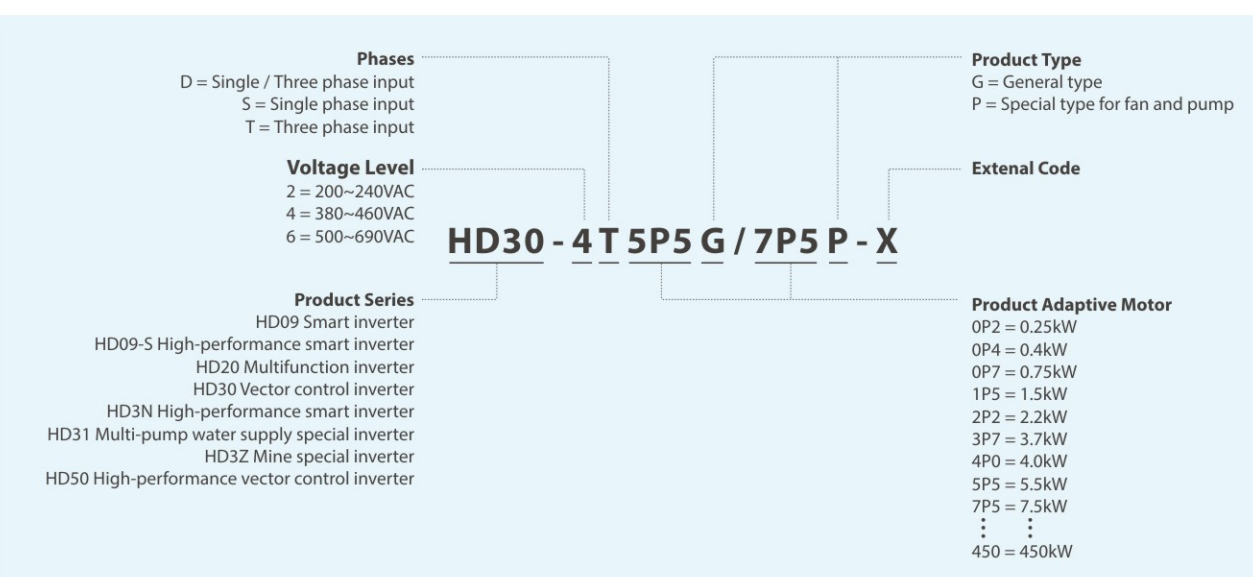 Phases
D = Single / Three phase input
S = Single phase input
T = Three phase input
Voltage Level
2 = 200~240VAC
4 = 380~460VAC
6 = 500~690VAC
Product Type
G = General type
P = Special type for fan and pump
Extenal Code
HD30 - 4 T 5P5 G / 7P5 P - X
Product Series
HD09 Smart inverter
HD09-S High-performance smart inverter
HD20 Multifunction inverter
HD30 Vector control inverter
HD3N High-performance smart inverter
HD31 Multi-pump water supply special inverter
HD3Z Mine special inverter
HD50 High-performance vector control inverter
Product Adaptive Motor
0P2 = 0.25kW
0P4 = 0.4kW
0P7 = 0.75kW
1P5 = 1.5kW
2P2 = 2.2kW
3P7 = 3.7kW
4P0 = 4.0kW
5P5 = 5.5kW
7P5 = 7.5kW
⋮ ⋮
450 = 450kW